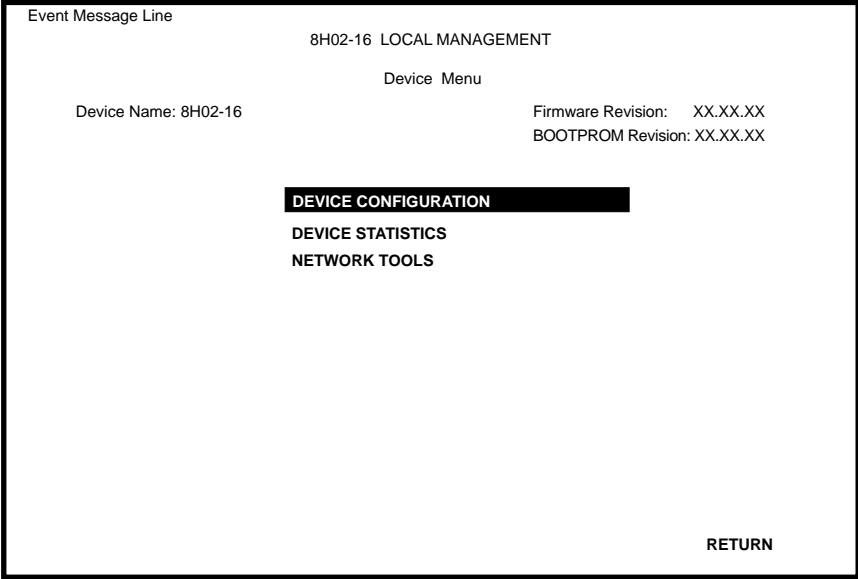 Event Message Line
8H02-16 LOCAL MANAGEMENT
Device Menu
Device Name: 8H02-16
Firmware Revision: XX.XX.XX
BOOTPROM Revision: XX.XX.XX
DEVICE CONFIGURATION
DEVICE STATISTICS
NETWORK TOOLS
RETURN